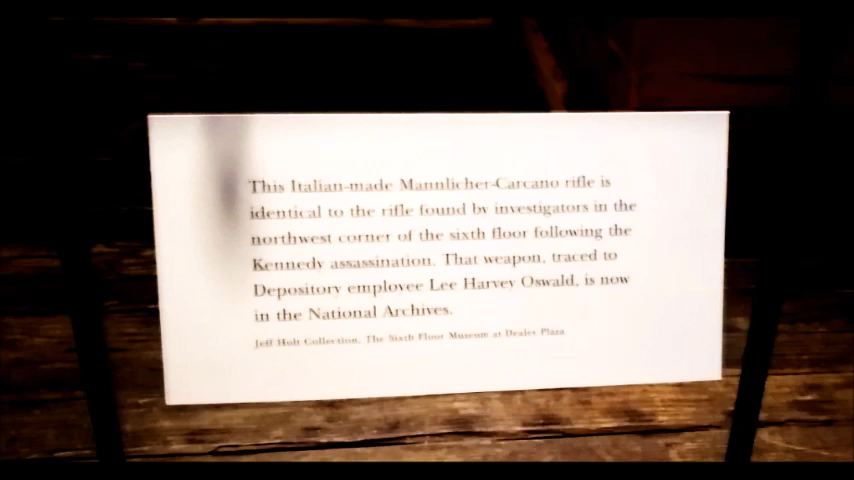 This Italian-made Mannlicher-Carcano rifle is
identical to the rifle found by investigators in the
northwest corner of the sixth floor following the
Kennedy assassination. That weapon, traced to
Depository employee Lee Harvey Oswald, is now
in the National Archives.
Jeff Holt Collection, The Sixth Floor Museum at Dealey Plaza